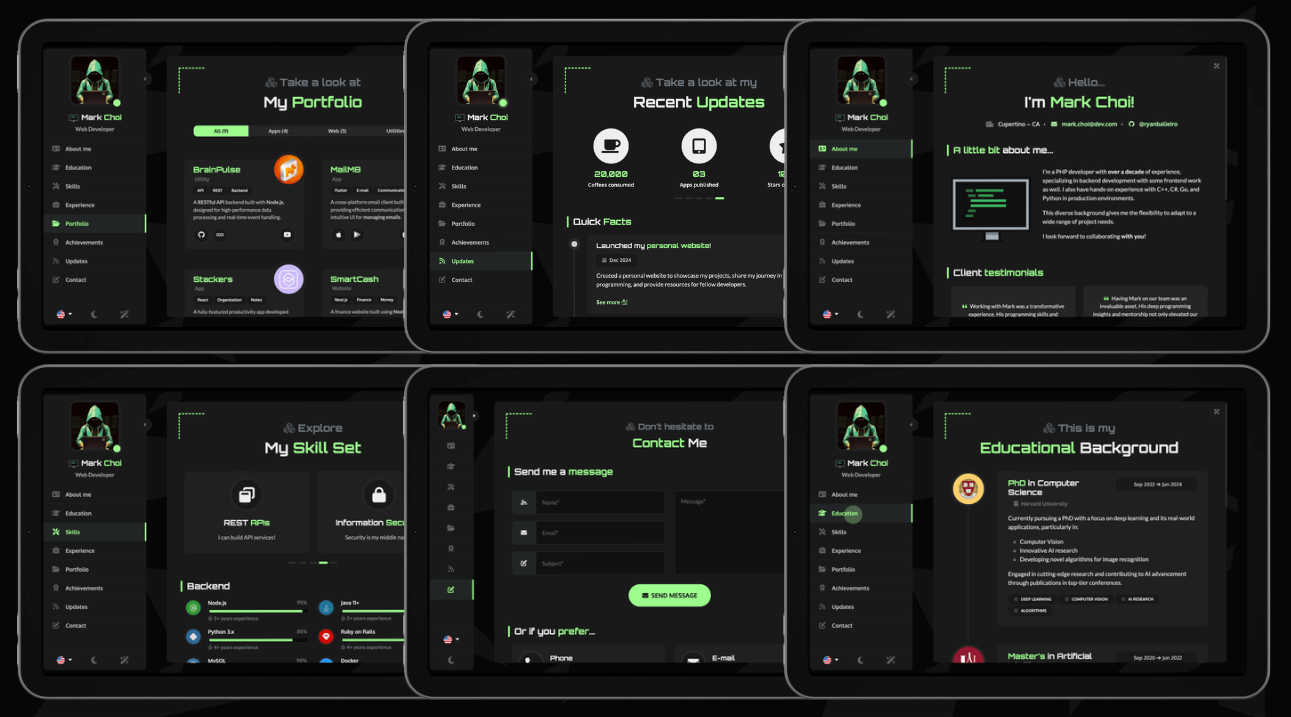 Mark Choi
Web Developer
About me
Education
Skills
Experience
Portfolio
Achievements
Updates
Contact
Take a look at
My Portfolio
All (9)
Apps (4)
Web (3)
Utilities
BrainPulse
Utility
API
REST
Backend
A RESTful API backend built with Node.js,
designed for high-performance data
processing and real-time event handling.
MailMB
App
Flutter
E-mail
A cross-platform email client
providing efficient
intuitive UI for managing emails.
Stackers
App
React
Organization
Notes
A fully-featured productivity app developed
SmartCash
Website
Next.js
Finance
Money
A finance website built using
Mark Choi
Web Developer
About me
Education
Skills
Experience
Portfolio
Achievements
Updates
Contact
Take a look at my
Recent Updates
20,000
Coffees consumed
03
Apps published
Quick Facts
Launched my personal website!
Dec 2024
Created a personal website to showcase my projects, share my journey in
programming, and provide resources for fellow developers.
See more
Mark Choi
Web Developer
About me
Education
Skills
Experience
Portfolio
Achievements
Updates
Contact
Hello...
I'm Mark Choi!
Cupertino – CA • mark.choi@dev.com • @ryanballeiro
A little bit about me...
I'm a PHP developer with over a decade of experience,
specializing in backend development with some frontend work
as well. I also have hands-on experience with C++, C#, Go, and
Python in production environments.
This diverse background gives me the flexibility to adapt to a
wide range of project needs.
I look forward to collaborating with you!
Client testimonials
Working with Mark was a transformative
experience. His programming skills and
Having Mark on our team was an
invaluable asset. His deep programming
insights and mentorship not only elevated our
Mark Choi
Web Developer
About me
Education
Skills
Experience
Portfolio
Achievements
Updates
Contact
Explore
My Skill Set
REST APIs
I can build API services!
Information
Security is my middle
Backend
Node.js
95%
5+ years experience
Java 11+
4+ years experience
Python 3.x
85%
4+ years experience
Ruby on Rails
4+ years experience
MySQL
90%
Docker
Don't hesitate to
Contact Me
Send me a message
Name*
Email*
Subject*
Message*
SEND MESSAGE
Or if you prefer...
Phone
E-mail
Mark Choi
Web Developer
About me
Education
Skills
Experience
Portfolio
Achievements
Updates
Contact
This is my
Educational Background
PhD in Computer
Science
Sep 2022 → Jun 2024
Harvard University
Currently pursuing a PhD with a focus on deep learning and its real-world
applications, particularly in:
Computer Vision
Innovative AI research
Developing novel algorithms for image recognition
Engaged in cutting-edge research and contributing to AI advancement
through publications in top-tier conferences.
DEEP LEARNING
COMPUTER VISION
AI RESEARCH
ALGORITHMS
Master's in Artificial
Sep 2020 → Jun 2022